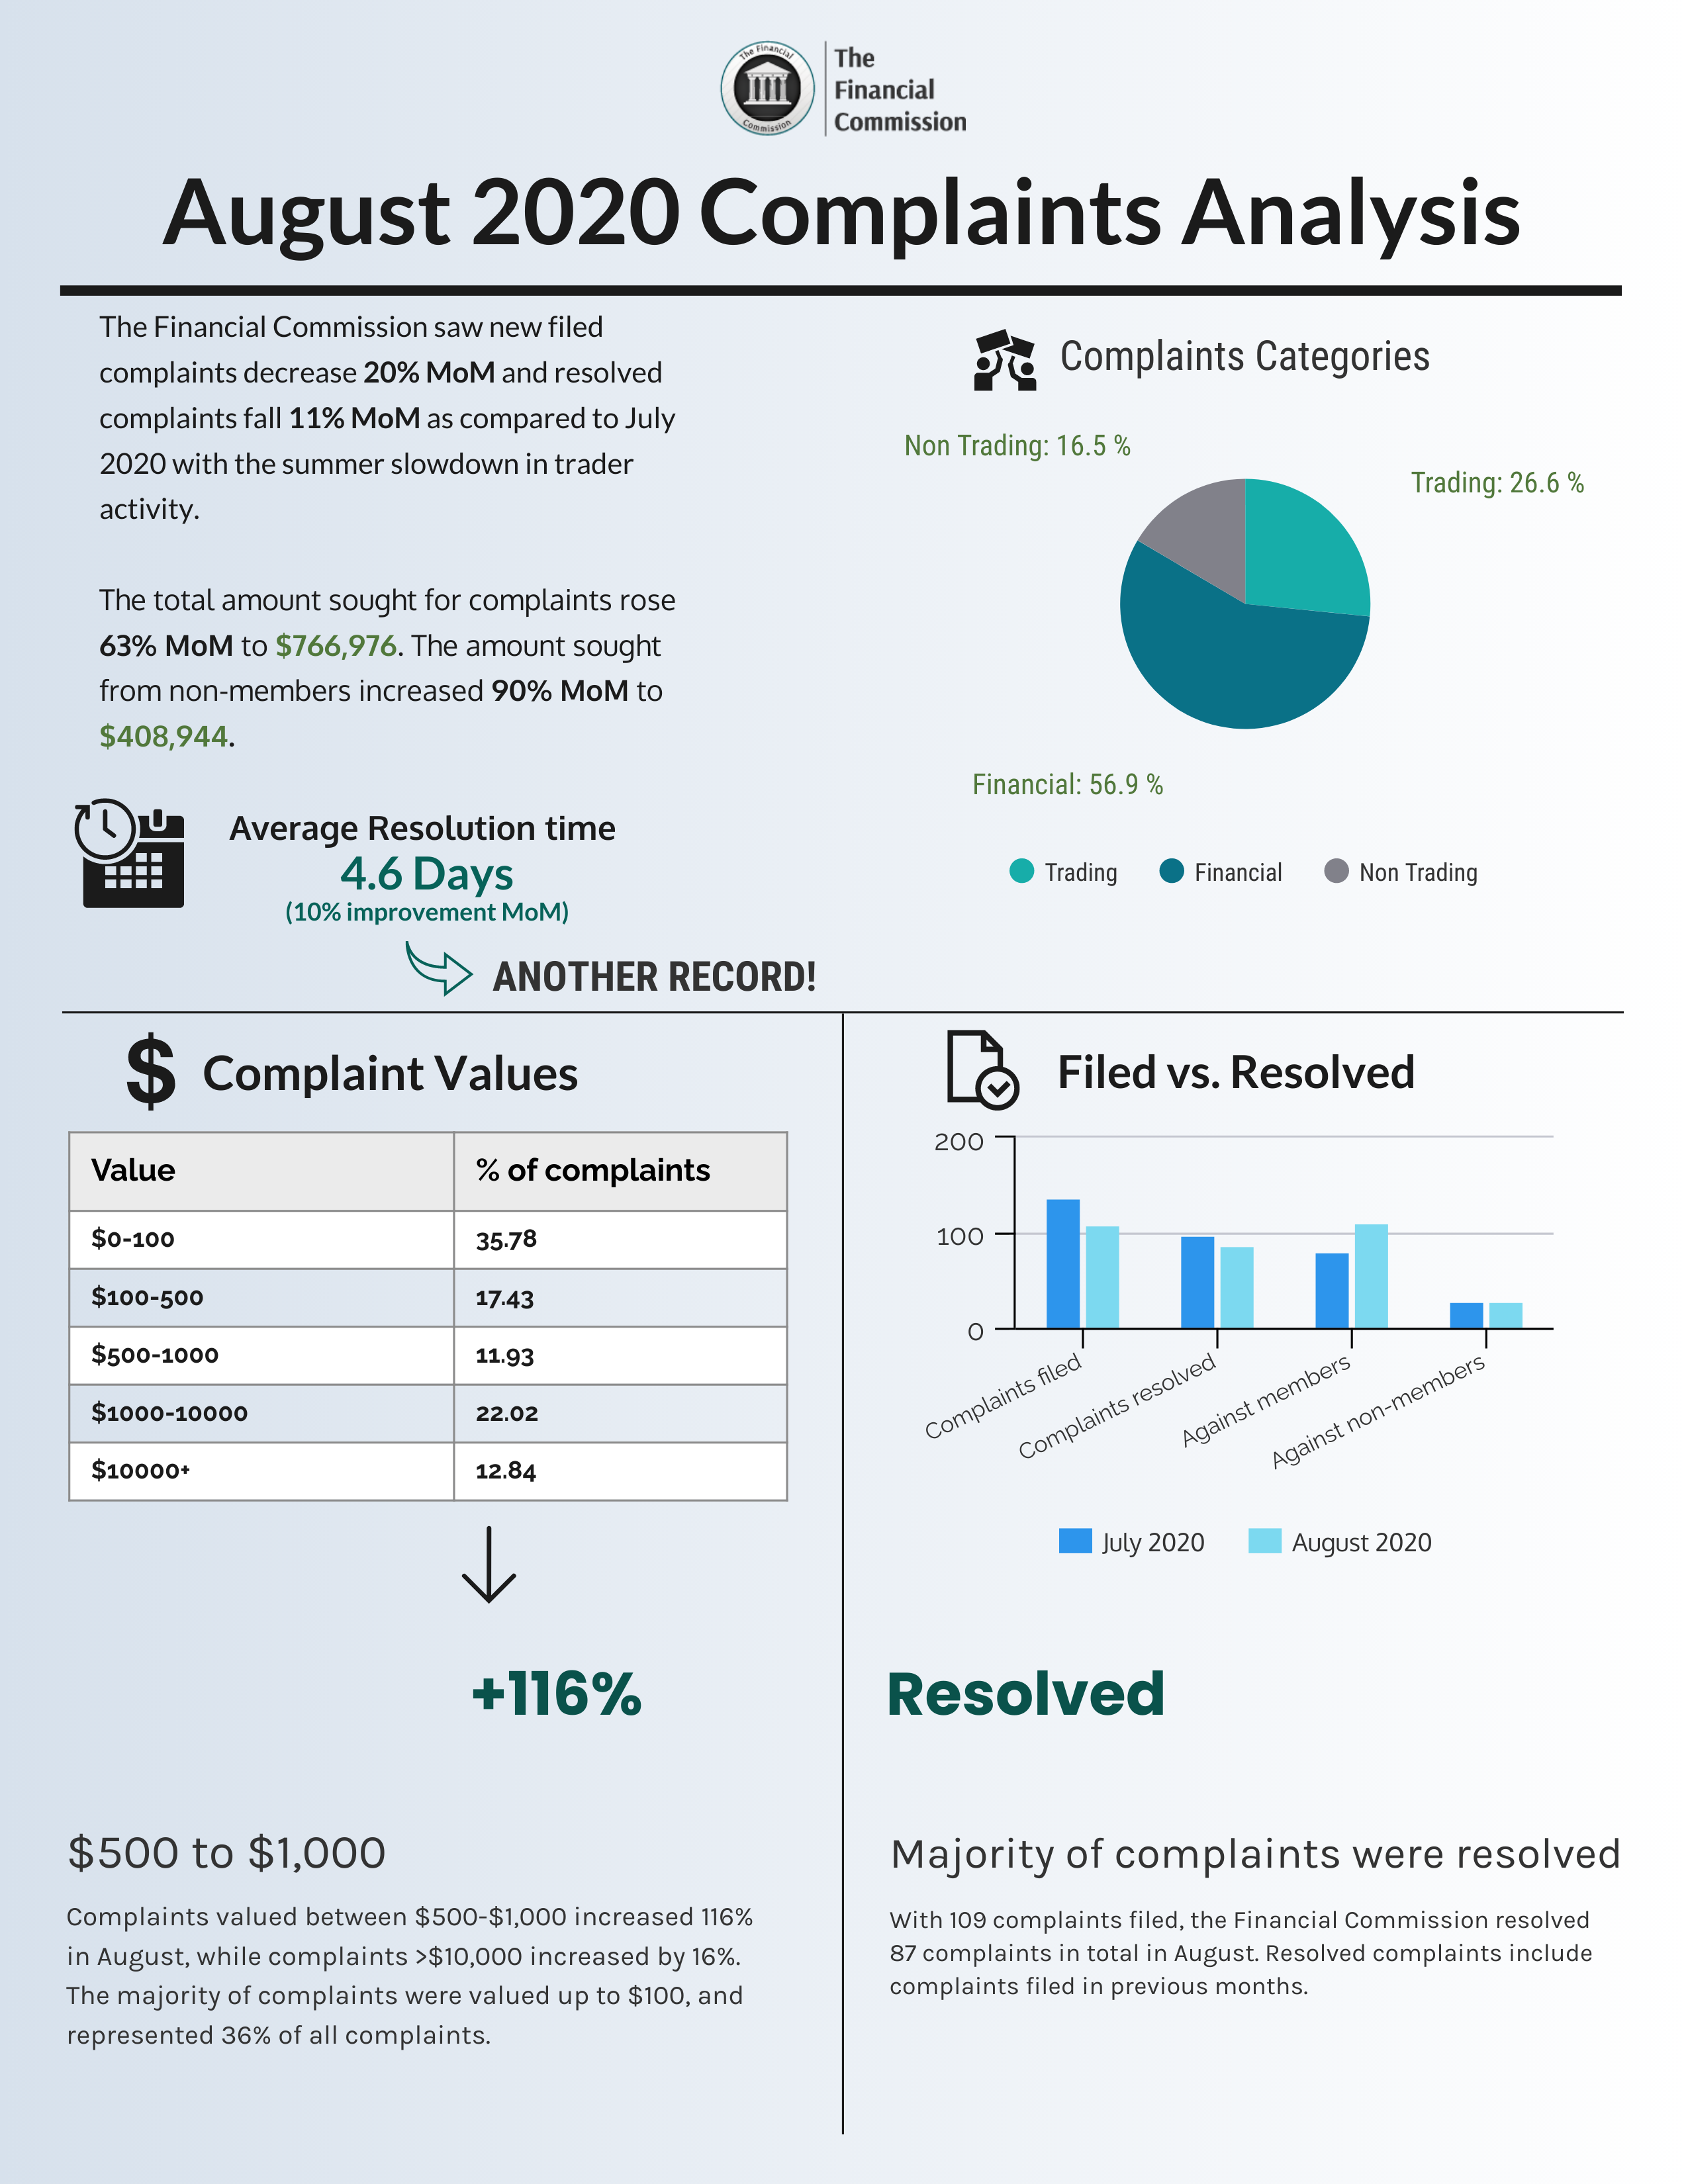 The Financial
Commission
The
Financial
Commission
August 2020 Complaints Analysis
The Financial Commission saw new filed
complaints decrease 20% MoM and resolved
complaints fall 11% MoM as compared to July
2020 with the summer slowdown in trader
activity.
The total amount sought for complaints rose
63% MoM to $766,976. The amount sought
from non-members increased 90% MoM to
$408,944.
Average Resolution time
4.6 Days
(10% improvement MoM)
ANOTHER RECORD!
Complaints Categories
Non Trading: 16.5 %
Trading: 26.6 %
Financial: 56.9 %
Trading
Financial
Non Trading
$ Complaint Values
Value % of complaints
$0-100 35.78
$100-500 17.43
$500-1000 11.93
$1000-10000 22.02
$10000+ 12.84
+116%
$500 to $1,000
Complaints valued between $500-$1,000 increased 116%
in August, while complaints >$10,000 increased by 16%.
The majority of complaints were valued up to $100, and
represented 36% of all complaints.
Filed vs. Resolved
200
100
0
Complaints filed
Complaints resolved
Against members
Against non-members
July 2020
August 2020
Resolved
Majority of complaints were resolved
With 109 complaints filed, the Financial Commission resolved
87 complaints in total in August. Resolved complaints include
complaints filed in previous months.